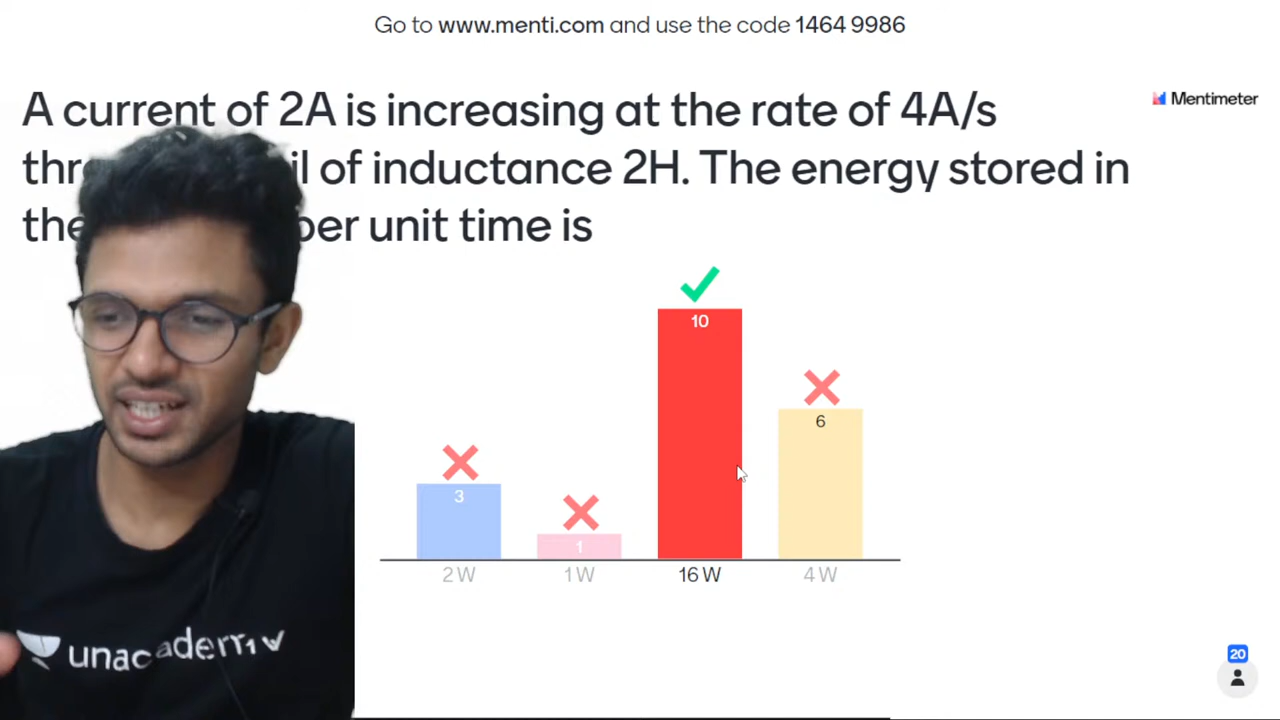 Go to www.menti.com and use the code 1464 9986
A current of 2A is increasing at the rate of 4A/s
il of inductance 2H. The energy stored in
the per unit time is
Mentimeter
10
6
3
1
2 W 1 W 16 W 4 W
unacademy
20